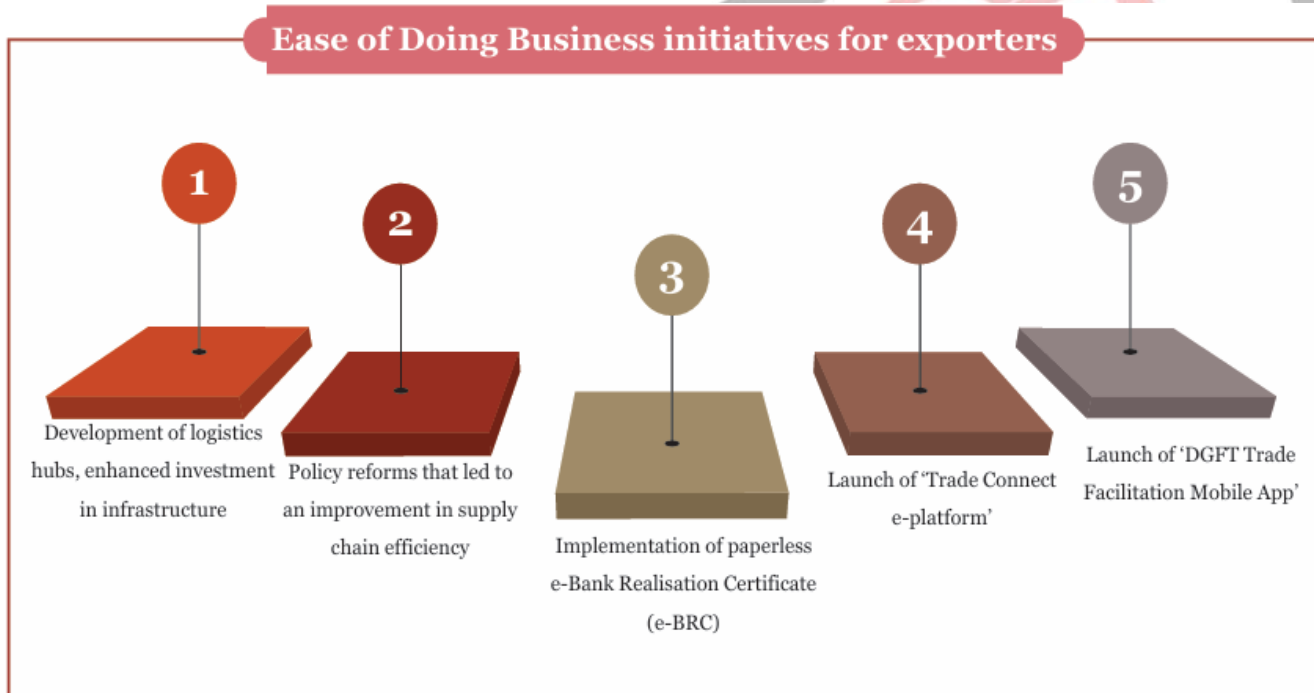 Ease of Doing Business initiatives for exporters
1
Development of logistics
hubs, enhanced investment
in infrastructure
2
Policy reforms that led to
an improvement in supply
chain efficiency
3
Implementation of paperless
e-Bank Realisation Certificate
(e-BRC)
4
Launch of ‘Trade Connect
e-platform’
5
Launch of ‘DGFT Trade
Facilitation Mobile App’